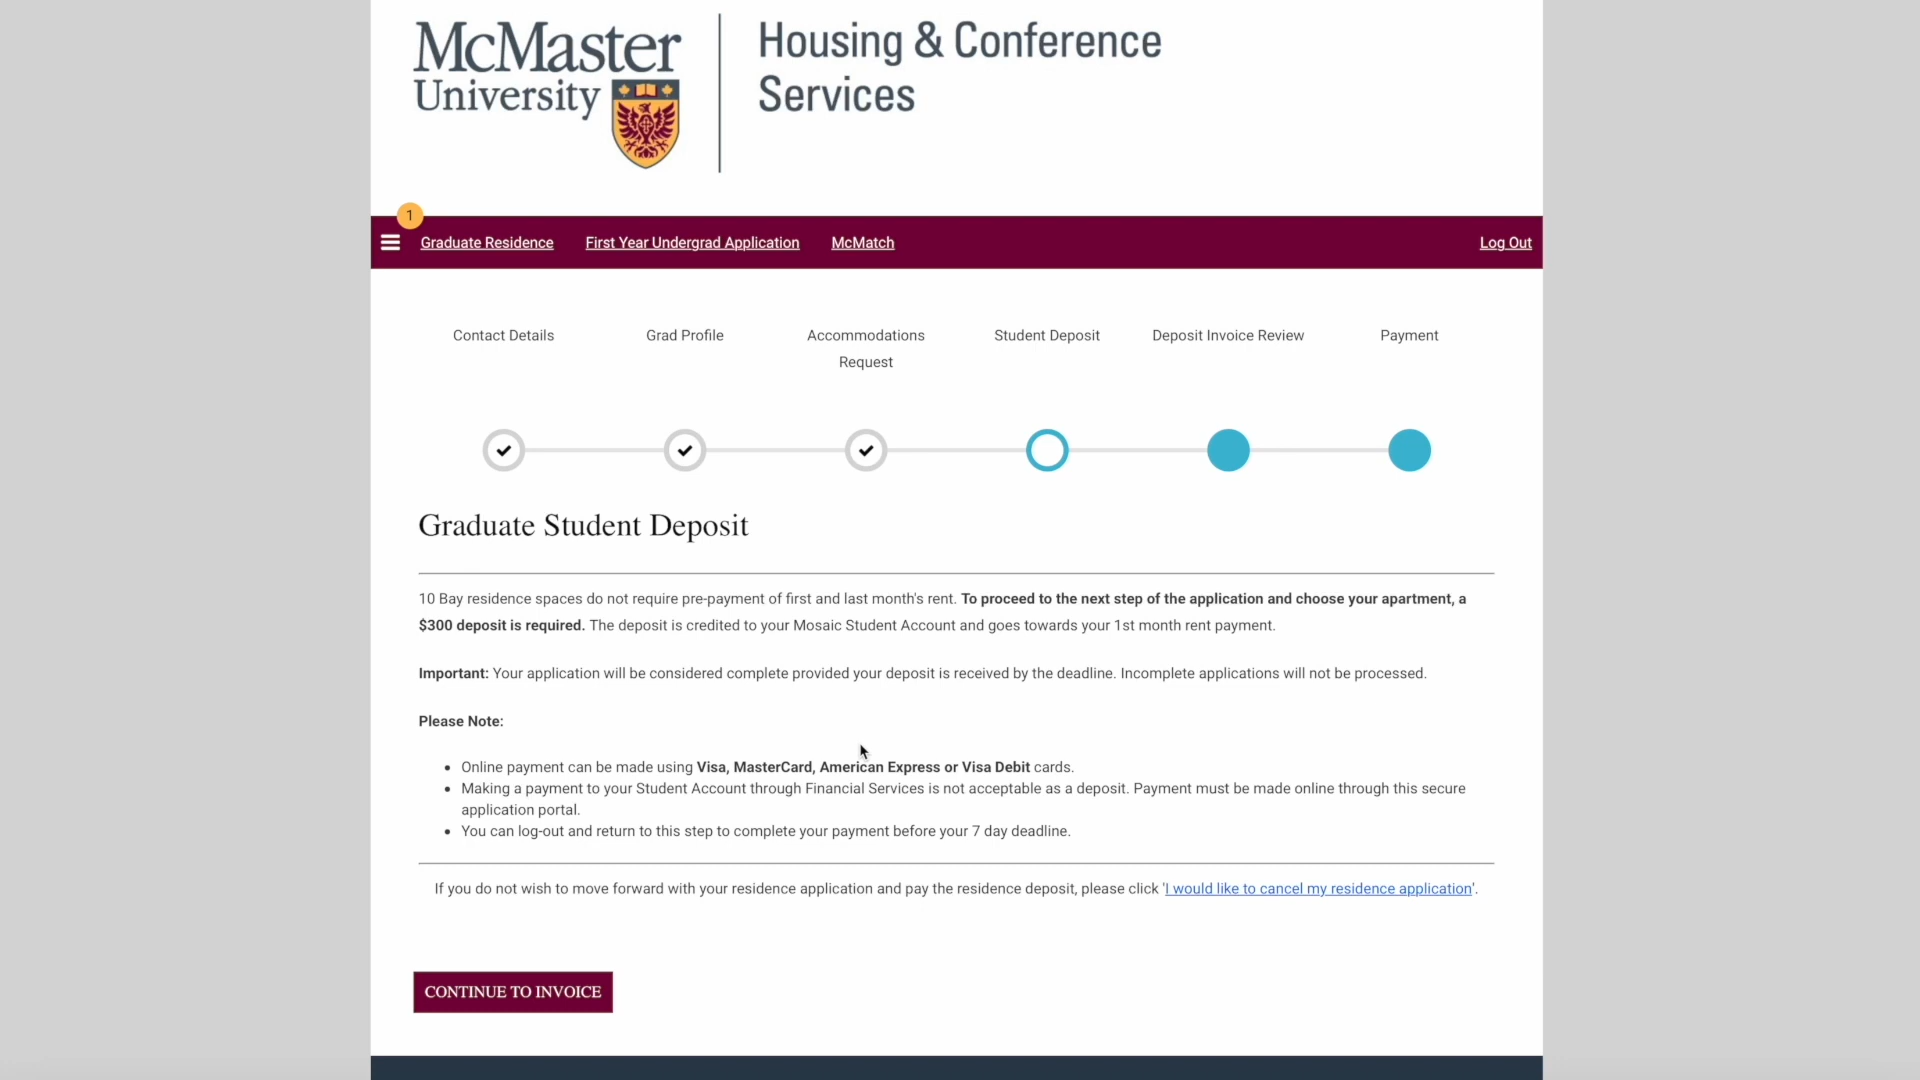 McMaster
University
Housing & Conference
Services
1
Graduate Residence First Year Undergrad Application McMatch Log Out
Contact Details Grad Profile Accommodations Request Student Deposit Deposit Invoice Review Payment
Graduate Student Deposit
10 Bay residence spaces do not require pre-payment of first and last month's rent. To proceed to the next step of the application and choose your apartment, a
$300 deposit is required. The deposit is credited to your Mosaic Student Account and goes towards your 1st month rent payment.
Important: Your application will be considered complete provided your deposit is received by the deadline. Incomplete applications will not be processed.
Please Note:
• Online payment can be made using Visa, MasterCard, American Express or Visa Debit cards.
• Making a payment to your Student Account through Financial Services is not acceptable as a deposit. Payment must be made online through this secure
application portal.
• You can log-out and return to this step to complete your payment before your 7 day deadline.
If you do not wish to move forward with your residence application and pay the residence deposit, please click 'I would like to cancel my residence application'.
CONTINUE TO INVOICE